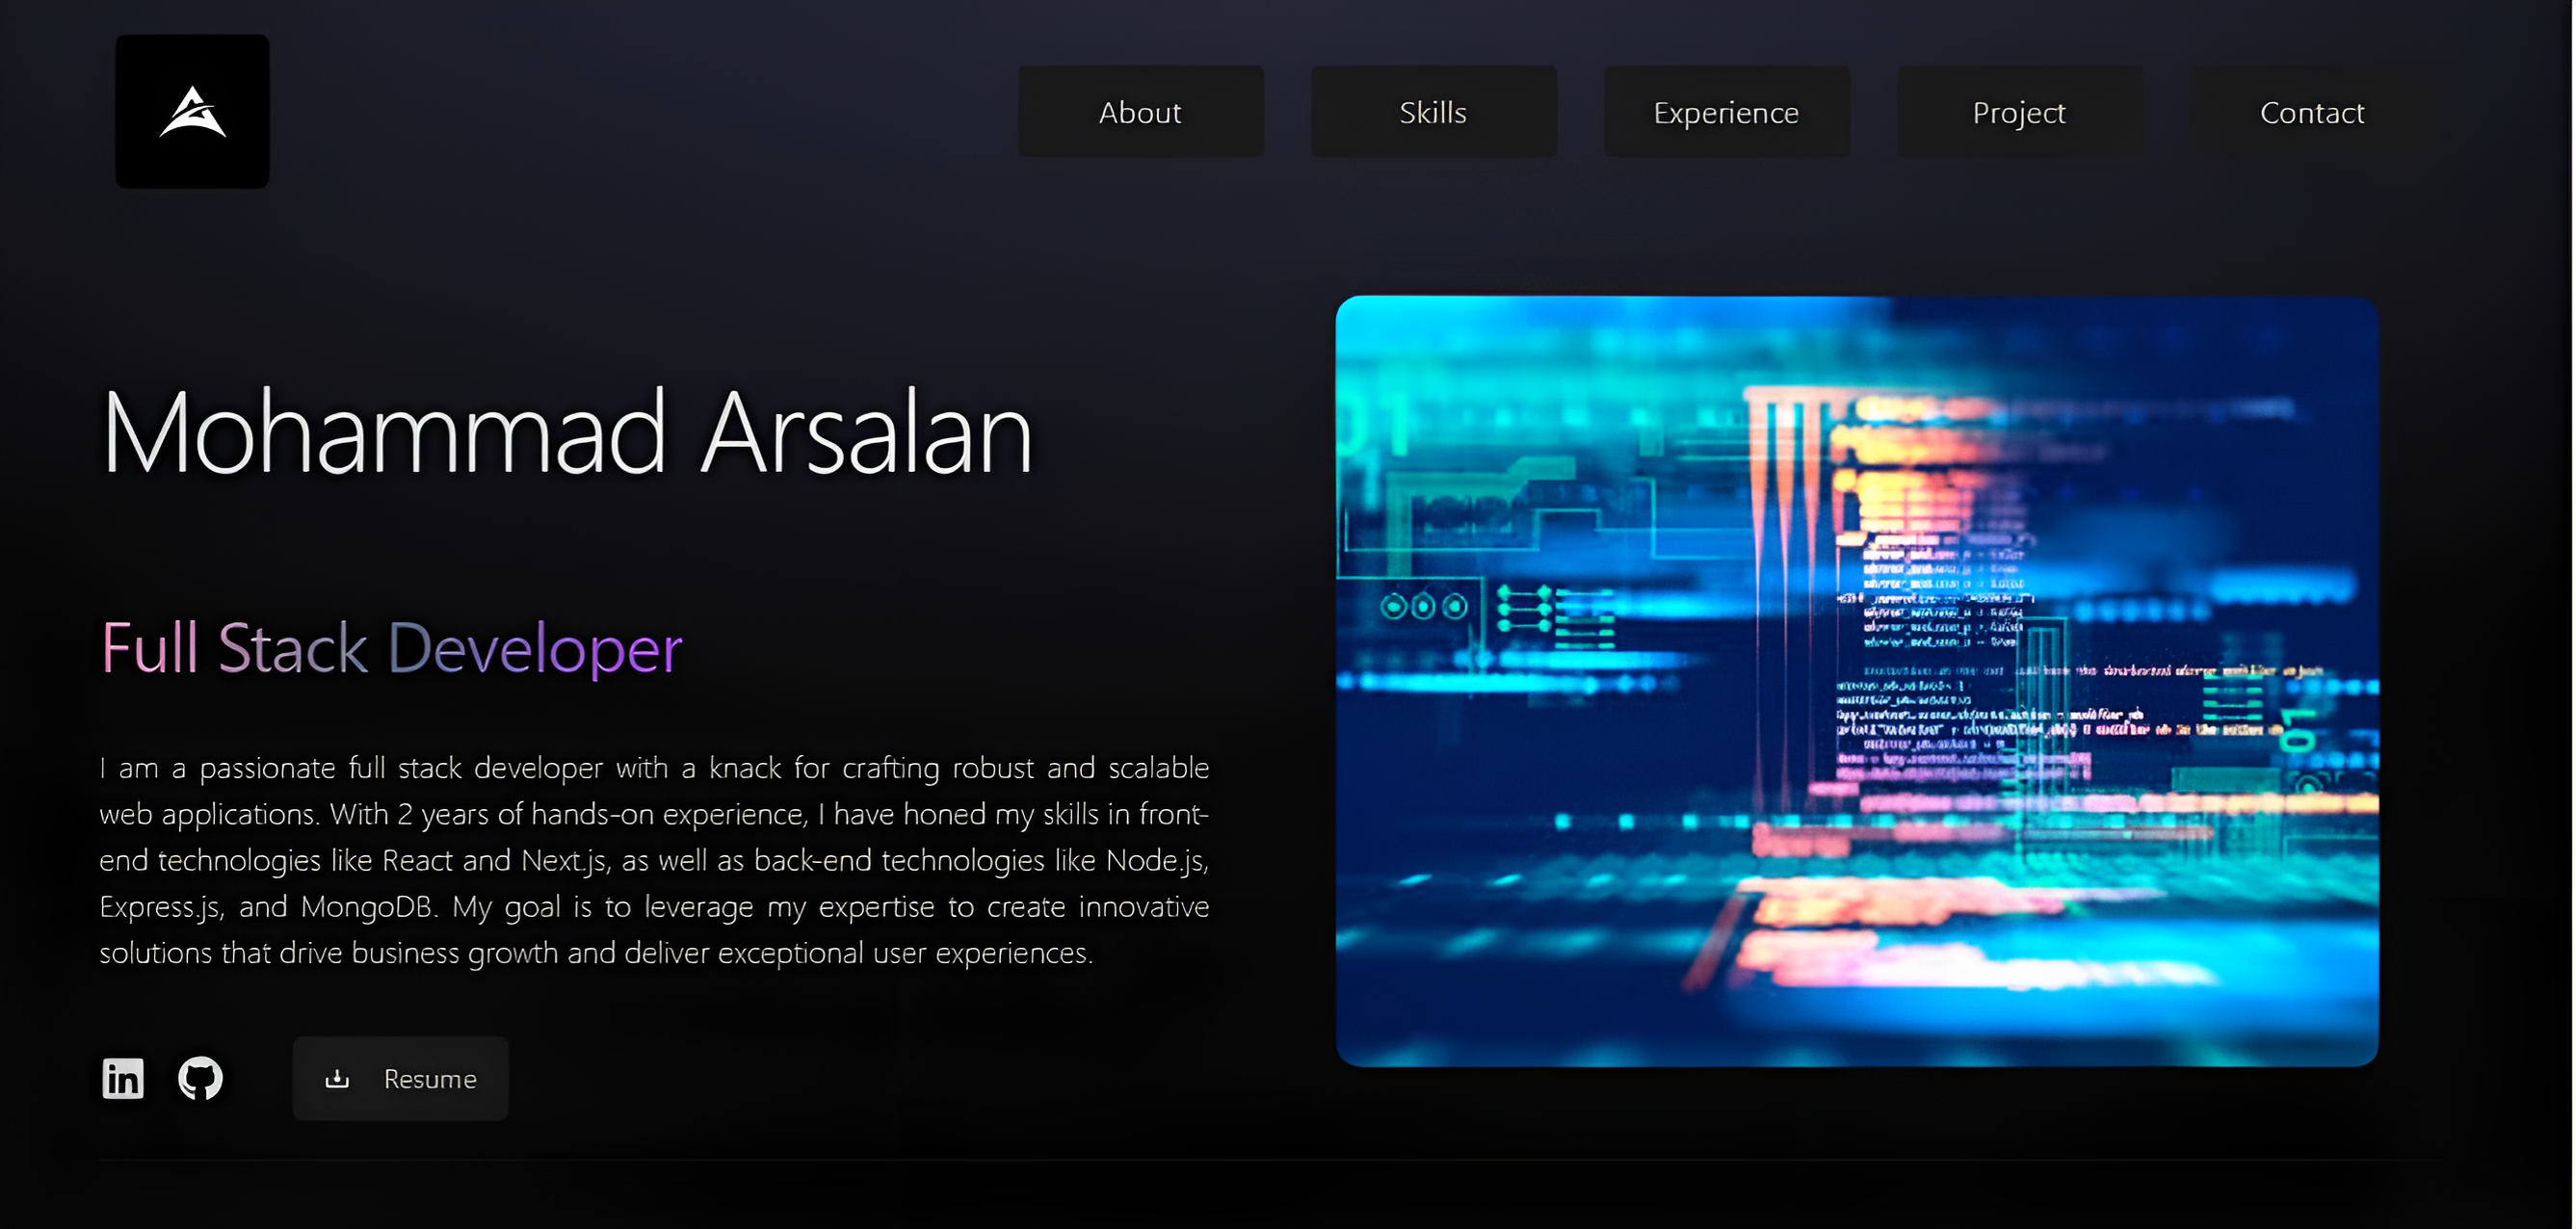 About Skills Experience Project Contact
Mohammad Arsalan
Full Stack Developer
I am a passionate full stack developer with a knack for crafting robust and scalable
web applications. With 2 years of hands-on experience, I have honed my skills in front-
end technologies like React and Next.js, as well as back-end technologies like Node.js,
Express.js, and MongoDB. My goal is to leverage my expertise to create innovative
solutions that drive business growth and deliver exceptional user experiences.
in Resume